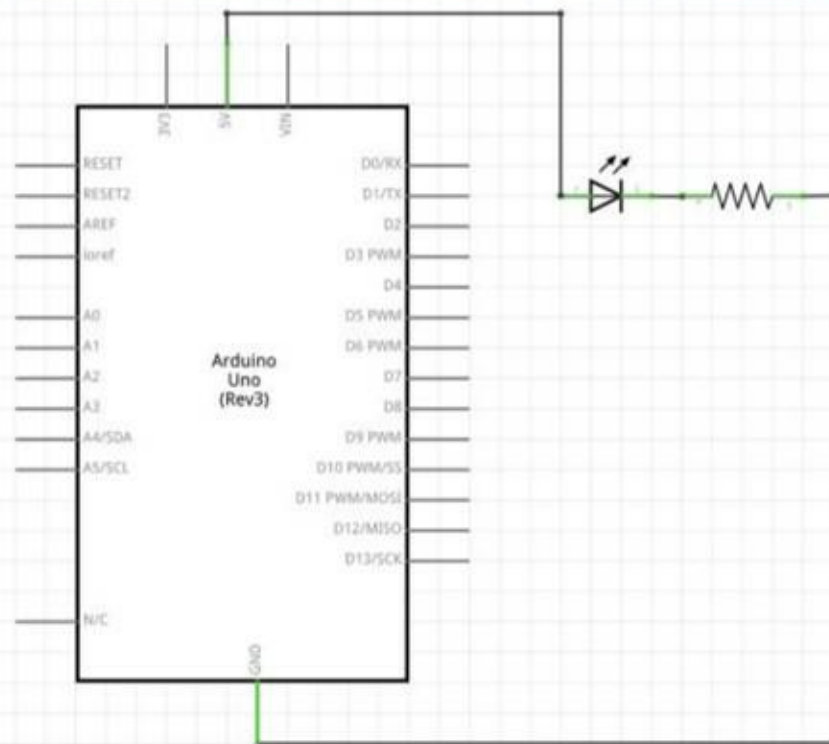 3V3
5V
VIN
RESET
RESET2
AREF
ioref
A0
A1
A2
A3
A4/SDA
A5/SCL
N/C
D0/RX
D1/TX
D2
D3 PWM
D4
D5 PWM
D6 PWM
D7
D8
D9 PWM
D10 PWM/SS
D11 PWM/MOSI
D12/MISO
D13/SCK
Arduino
Uno
(Rev3)
GND